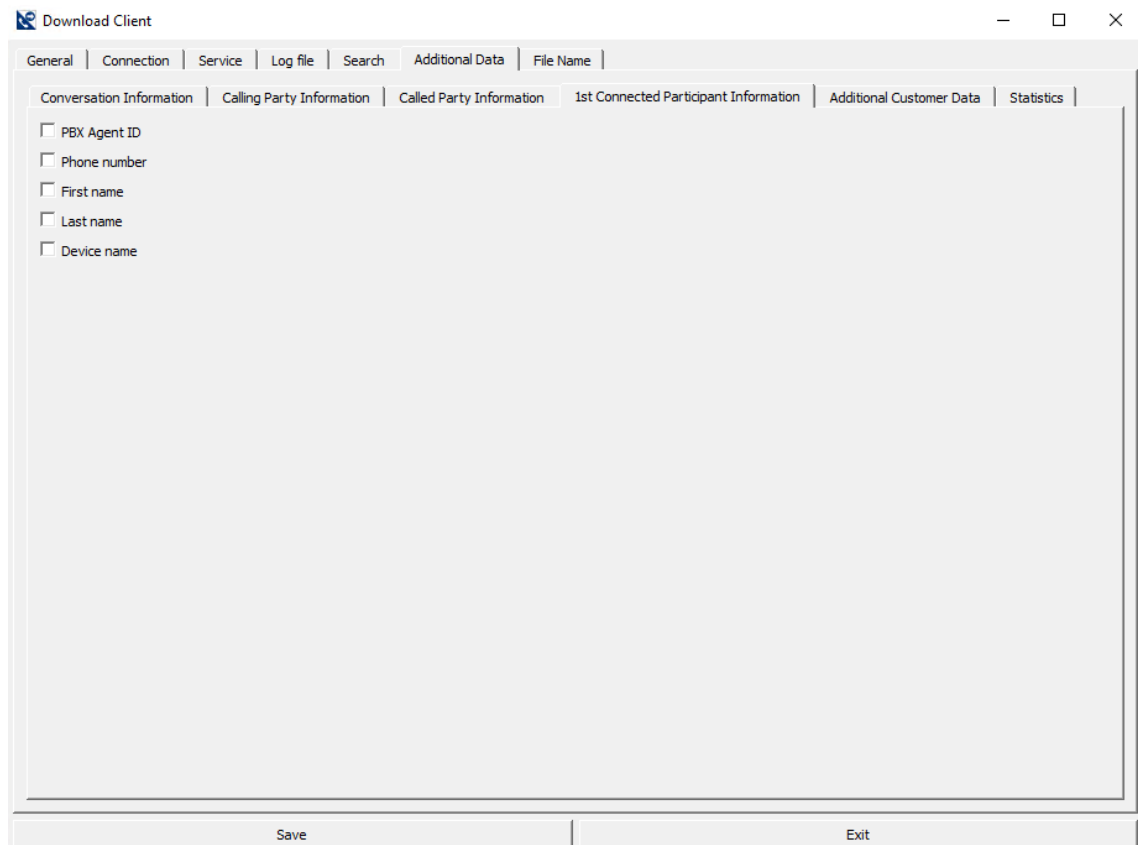 Download Client
General Connection Service Log file Search Additional Data File Name
Conversation Information Calling Party Information Called Party Information 1st Connected Participant Information Additional Customer Data Statistics
PBX Agent ID
Phone number
First name
Last name
Device name
Save Exit